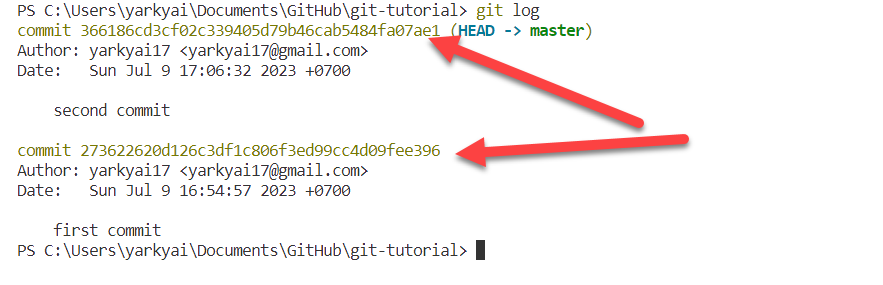 PS C:\Users\yarkyai\Documents\GitHub\git-tutorial> git log
commit 366186cd3cf02c339405d79b46cab5484fa07ae1 (HEAD -> master)
Author: yarkyai17 <yarkyai17@gmail.com>
Date:   Sun Jul 9 17:06:32 2023 +0700
    second commit
commit 273622620d126c3df1c806f3ed99cc4d09fee396
Author: yarkyai17 <yarkyai17@gmail.com>
Date:   Sun Jul 9 16:54:57 2023 +0700
    first commit
PS C:\Users\yarkyai\Documents\GitHub\git-tutorial>